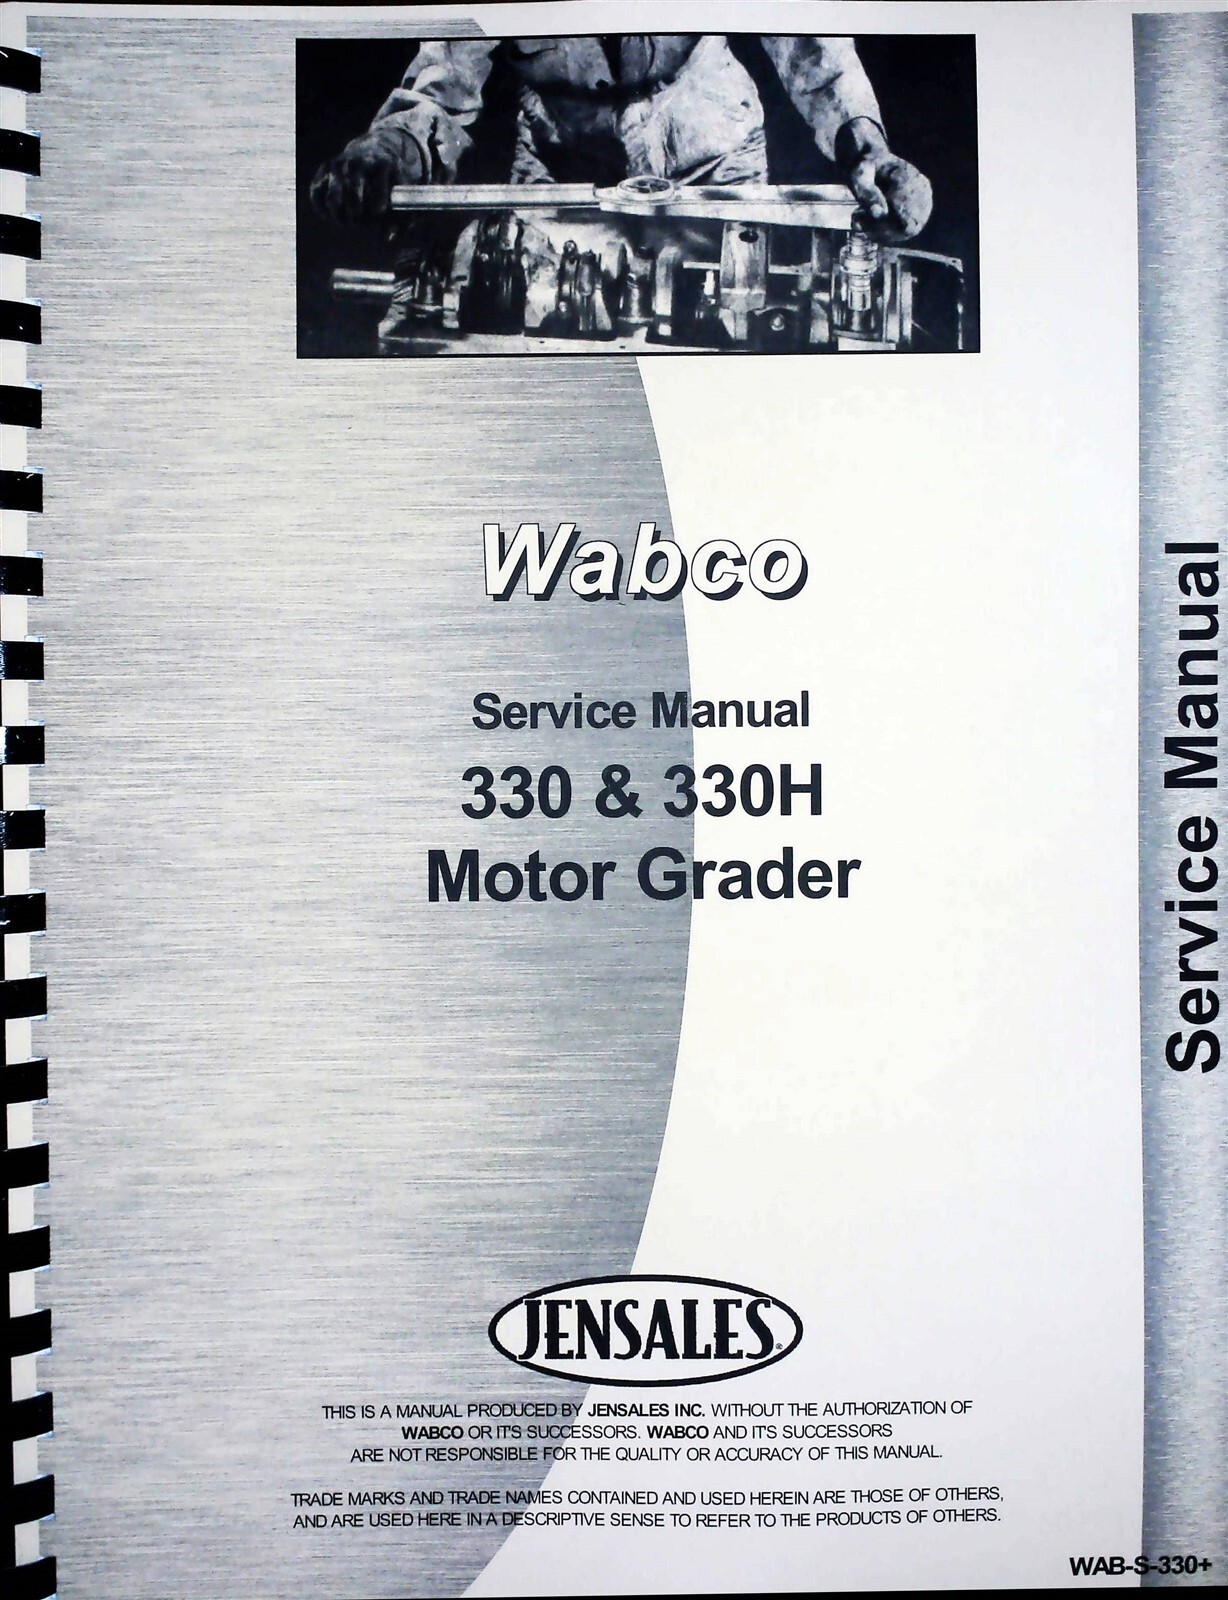 Wabco
Service Manual
330 & 330H
Motor Grader
Service Manual
JENSALES®
THIS IS A MANUAL PRODUCED BY JENSALES INC. WITHOUT THE AUTHORIZATION OF
WABCO OR IT'S SUCCESSORS. WABCO AND IT'S SUCCESSORS
ARE NOT RESPONSIBLE FOR THE QUALITY OR ACCURACY OF THIS MANUAL.
TRADE MARKS AND TRADE NAMES CONTAINED AND USED HEREIN ARE THOSE OF OTHERS,
AND ARE USED HERE IN A DESCRIPTIVE SENSE TO REFER TO THE PRODUCTS OF OTHERS.
WAB-S-330+